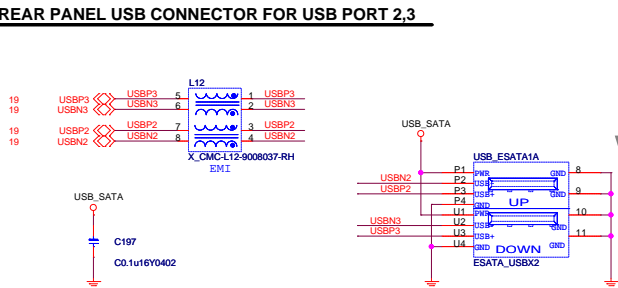 REAR PANEL USB CONNECTOR FOR USB PORT 2,3
L12
19 USBP3 USBP3 5 1 USBP3
19 USBN3 USBN3 6 2 USBN3
19 USBP2 USBP2 7 3 USBP2
19 USBN2 USBN2 8 4 USBN2
X_CMC-L12-9008037-RH
EMI
USB_SATA
C197
C0.1u16Y0402
USB_SATA
USB_ESATA1A
P1 PWR GND 8
USBN2 P2 USB-
USBP2 P3 USB+ GND 9
P4 GND UP
U1 PWR 10
USBN3 U2 USB- GND
USBP3 U3 USB+ 11
U4 GND DOWN GND
ESATA_USBX2